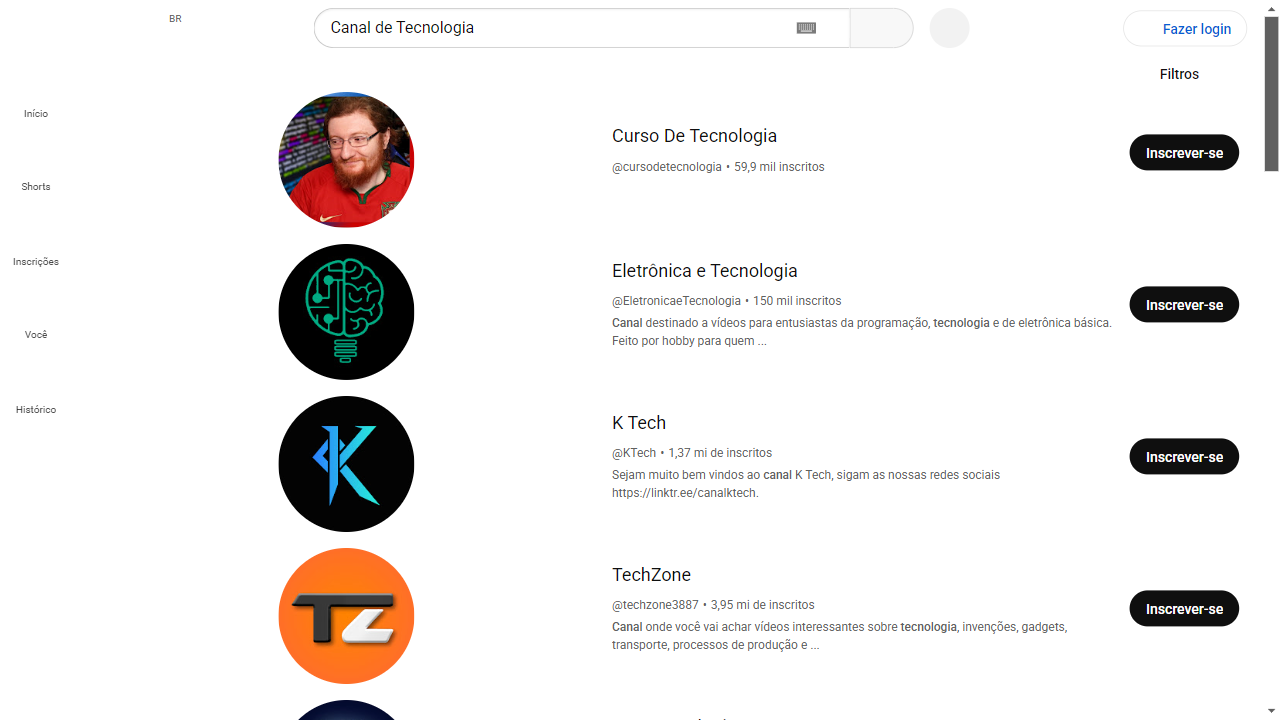 BR
Canal de Tecnologia
Fazer login
Filtros
Início
Shorts
Inscrições
Você
Histórico
Curso De Tecnologia
@cursodetecnologia • 59,9 mil inscritos
Inscrever-se
Eletrônica e Tecnologia
@EletronicaeTecnologia • 150 mil inscritos
Canal destinado a vídeos para entusiastas da programação, tecnologia e de eletrônica básica.
Feito por hobby para quem ...
Inscrever-se
K Tech
@KTech • 1,37 mi de inscritos
Sejam muito bem vindos ao canal K Tech, sigam as nossas redes sociais
https://linktr.ee/canalktech.
Inscrever-se
K
TechZone
@techzone3887 • 3,95 mi de inscritos
Canal onde você vai achar vídeos interessantes sobre tecnologia, invenções, gadgets,
transporte, processos de produção e ...
Inscrever-se
TZ